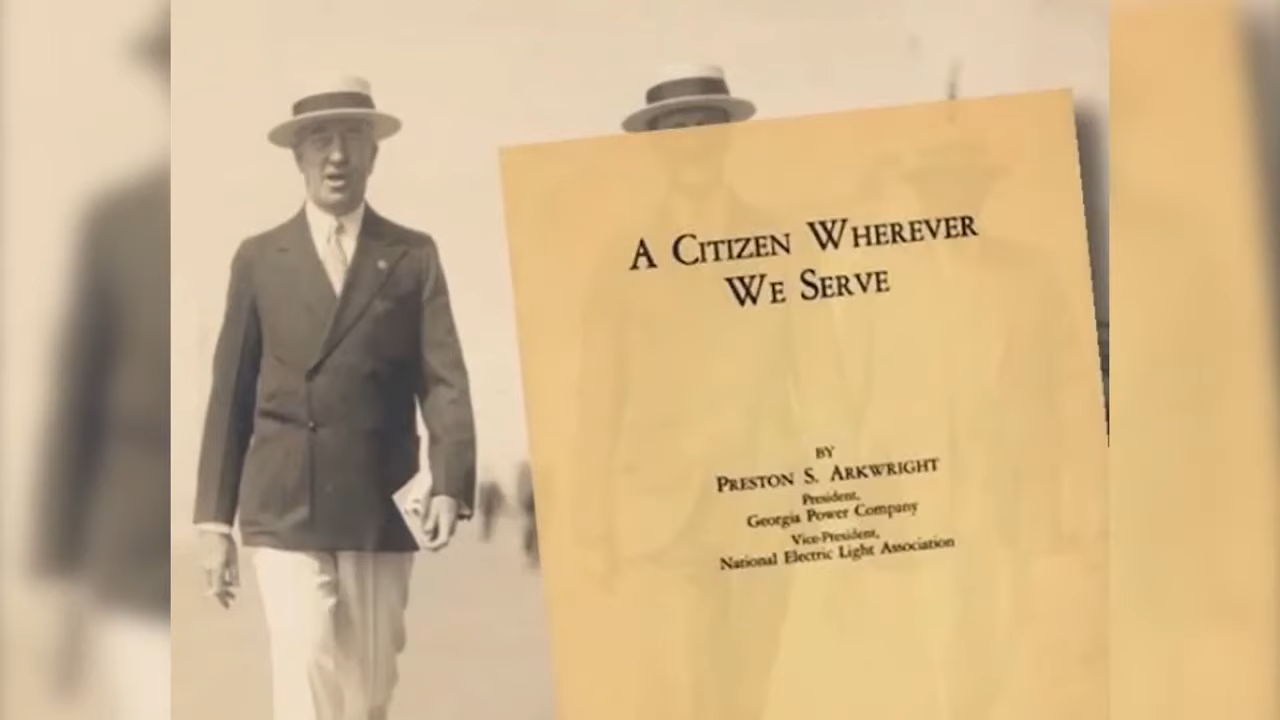 A CITIZEN WHEREVER
WE SERVE
BY
PRESTON S. ARKWRIGHT
President,
Georgia Power Company
Vice-President,
National Electric Light Association